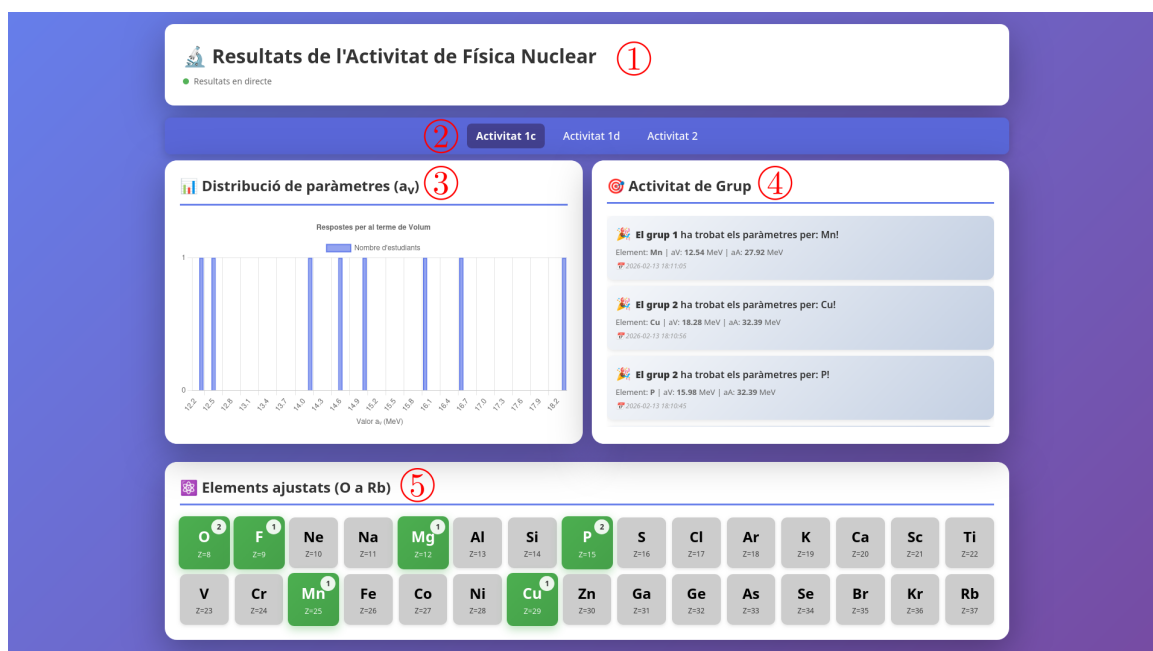 🔬 Resultats de l'Activitat de Física Nuclear ①
Resultats en directe
② Activitat 1c Activitat 1d Activitat 2
📊 Distribució de paràmetres (aᵥ) ③
Respostes per al terme de Volum
Nombre d'estudiants
1
0
12.2 12.5 12.8 13.1 13.4 13.7 14.0 14.3 14.6 14.9 15.2 15.5 15.8 16.1 16.4 16.7 17.0 17.3 17.6 17.9 18.2
Valor aᵥ (MeV)
🎯 Activitat de Grup ④
🎉 El grup 1 ha trobat els paràmetres per: Mn!
Element: Mn | aV: 12.54 MeV | aA: 27.92 MeV
📅 2026-02-13 18:11:05
🎉 El grup 2 ha trobat els paràmetres per: Cu!
Element: Cu | aV: 18.28 MeV | aA: 32.39 MeV
📅 2026-02-13 18:10:56
🎉 El grup 2 ha trobat els paràmetres per: P!
Element: P | aV: 15.98 MeV | aA: 32.39 MeV
📅 2026-02-13 18:10:45
⚛️ Elements ajustats (O a Rb) ⑤
2 1 1 2
O F Ne Na Mg Al Si P S Cl Ar K Ca Sc Ti
Z=8 Z=9 Z=10 Z=11 Z=12 Z=13 Z=14 Z=15 Z=16 Z=17 Z=18 Z=19 Z=20 Z=21 Z=22
1 1
V Cr Mn Fe Co Ni Cu Zn Ga Ge As Se Br Kr Rb
Z=23 Z=24 Z=25 Z=26 Z=27 Z=28 Z=29 Z=30 Z=31 Z=32 Z=33 Z=34 Z=35 Z=36 Z=37